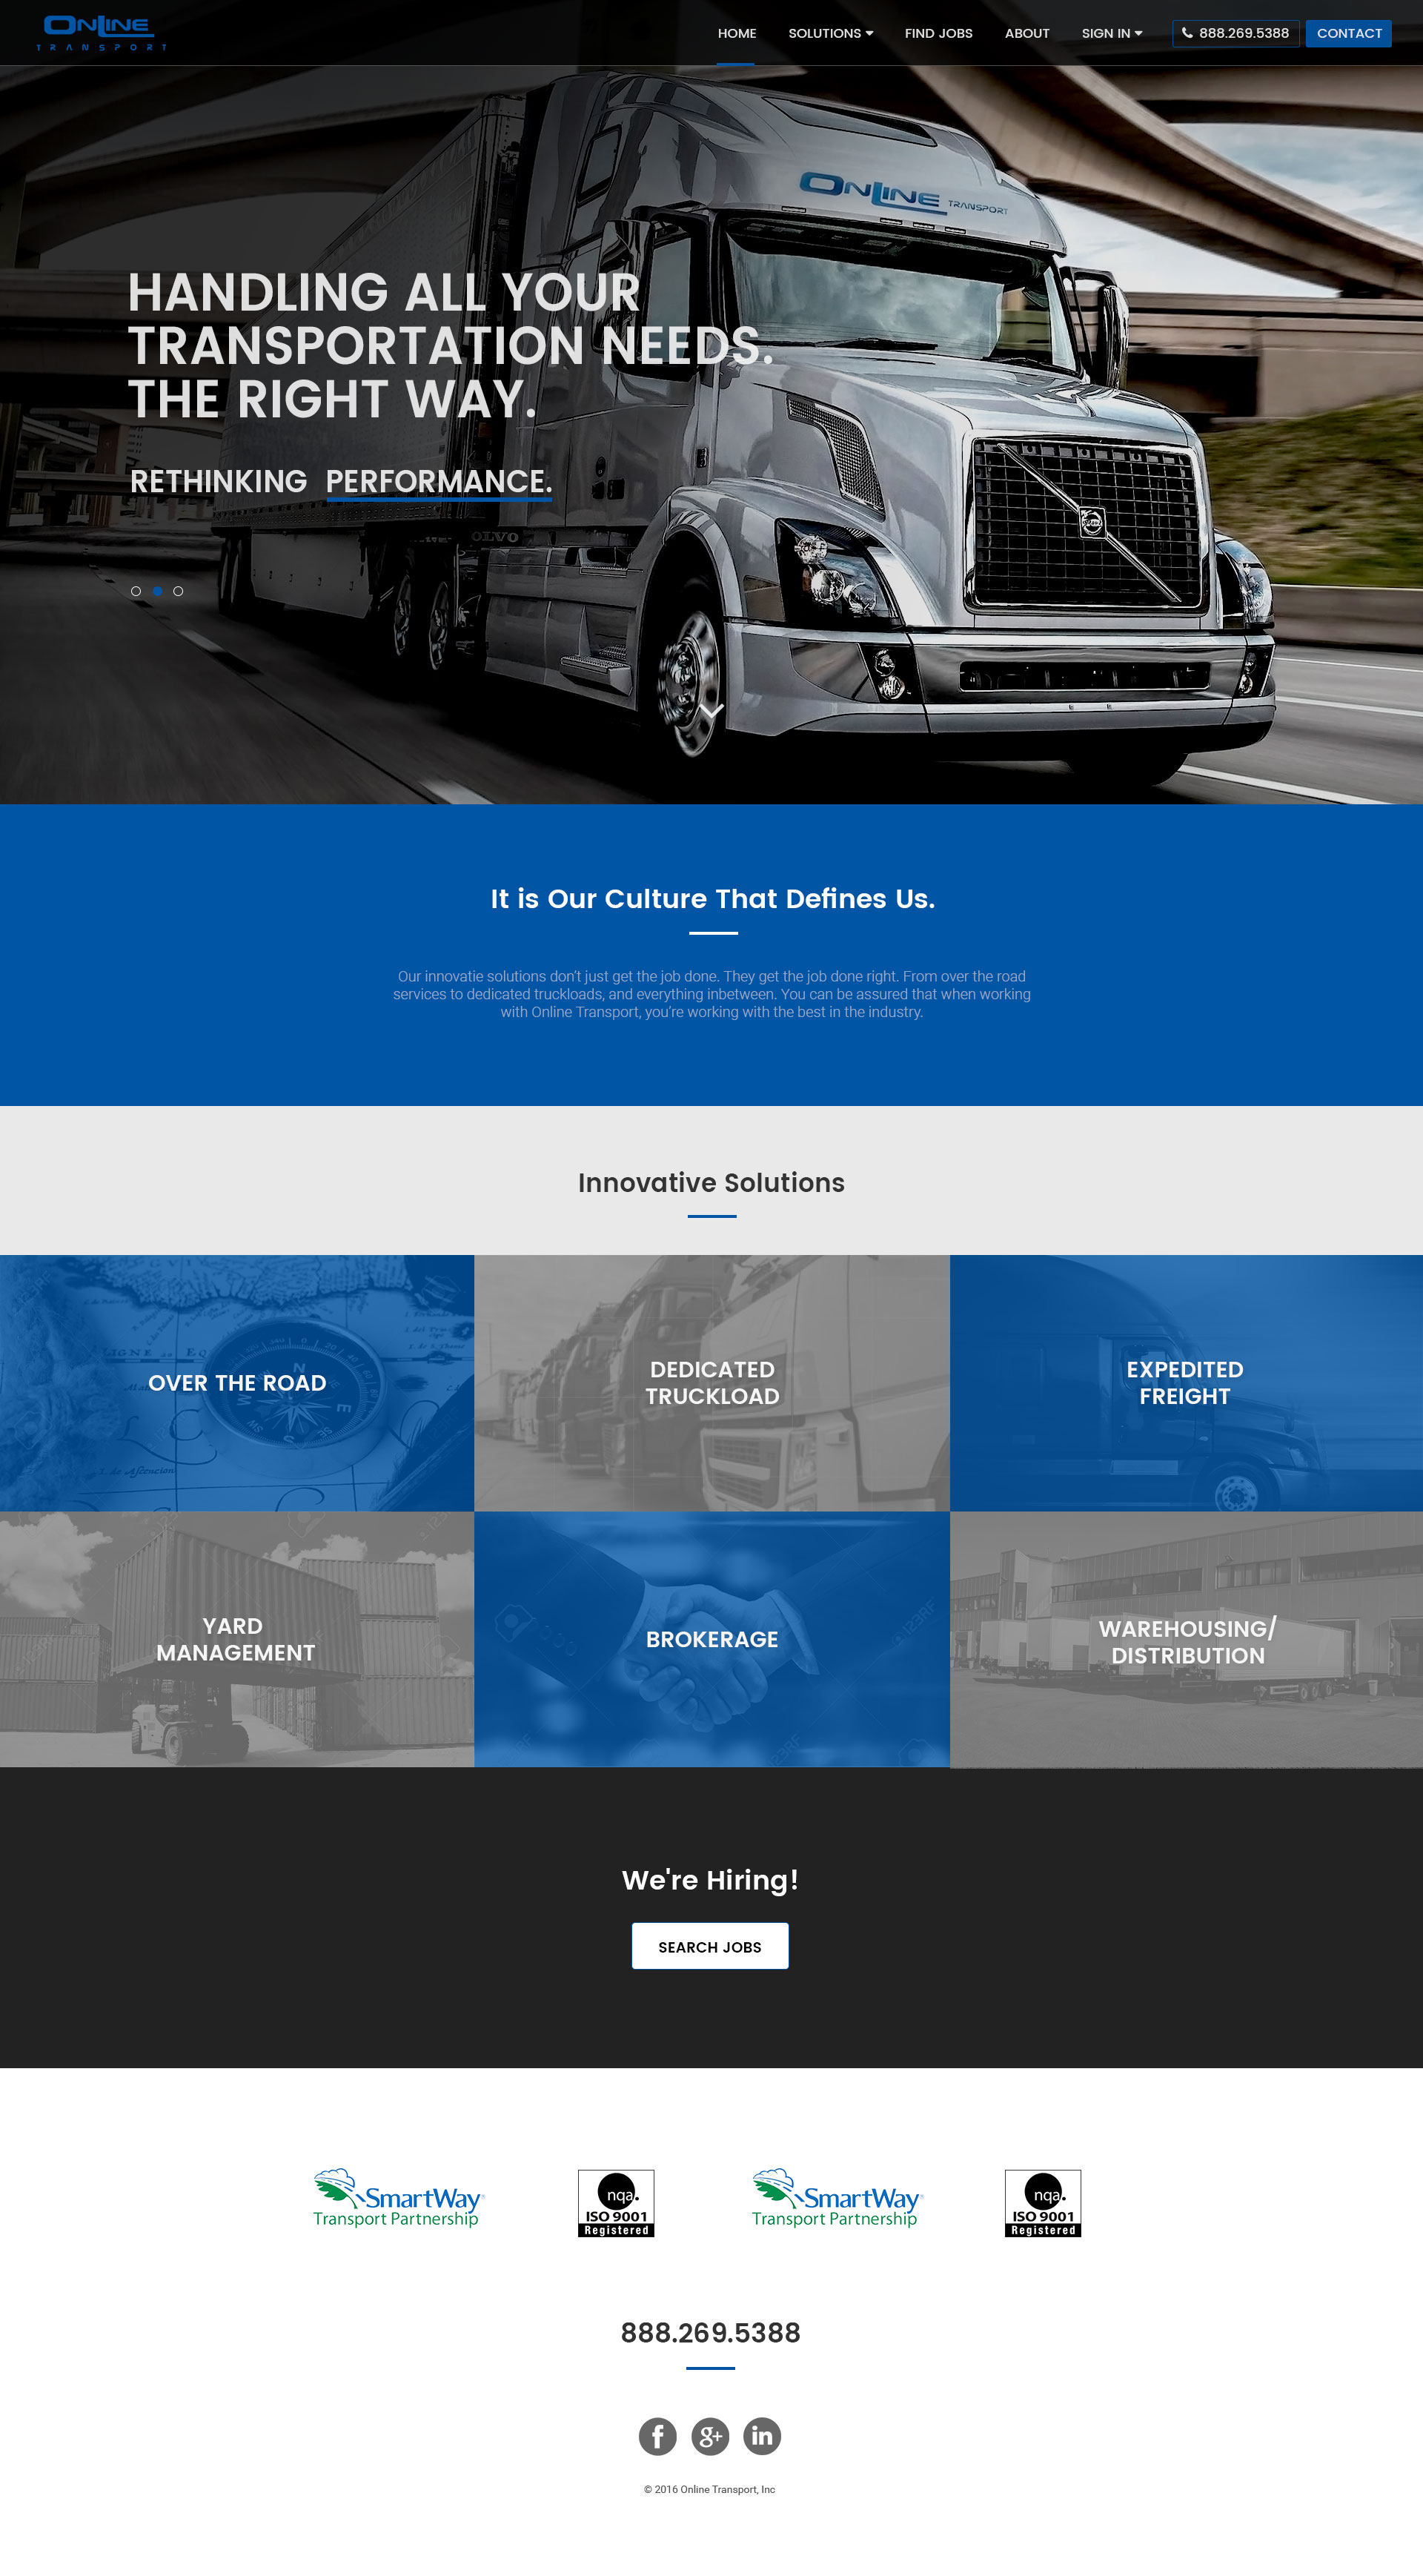 ONLINE
TRANSPORT
HOME SOLUTIONS FIND JOBS ABOUT SIGN IN 888.269.5388 CONTACT
ONLINE TRANSPORT
HANDLING ALL YOUR
TRANSPORTATION NEEDS.
THE RIGHT WAY.
RETHINKING PERFORMANCE.
It is Our Culture That Defines Us.
Our innovatie solutions don't just get the job done. They get the job done right. From over the road
services to dedicated truckloads, and everything inbetween. You can be assured that when working
with Online Transport, you're working with the best in the industry.
Innovative Solutions
OVER THE ROAD
DEDICATED
TRUCKLOAD
EXPEDITED
FREIGHT
YARD
MANAGEMENT
BROKERAGE
WAREHOUSING/
DISTRIBUTION
We're Hiring!
SEARCH JOBS
SmartWay
Transport Partnership
nqa.
ISO 9001
Registered
SmartWay
Transport Partnership
nqa.
ISO 9001
Registered
888.269.5388
f g+ in
© 2016 Online Transport, Inc